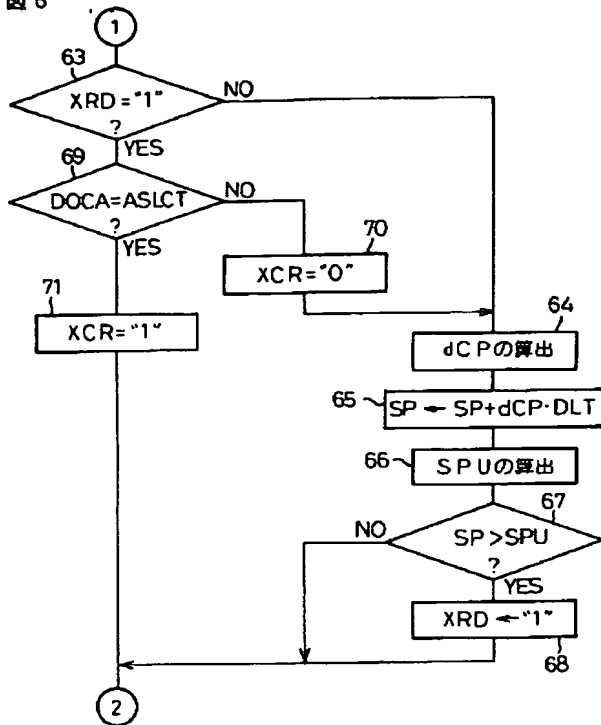 図6
1
63
XRD="1"
?
NO
YES
69
DOCA=ASLCT
?
NO
YES
70
XCR="0"
71
XCR="1"
64
dCPの算出
65
SP ← SP+dCP·DLT
66
SPUの算出
67
NO
SP>SPU
?
YES
XRD ← "1"
68
2